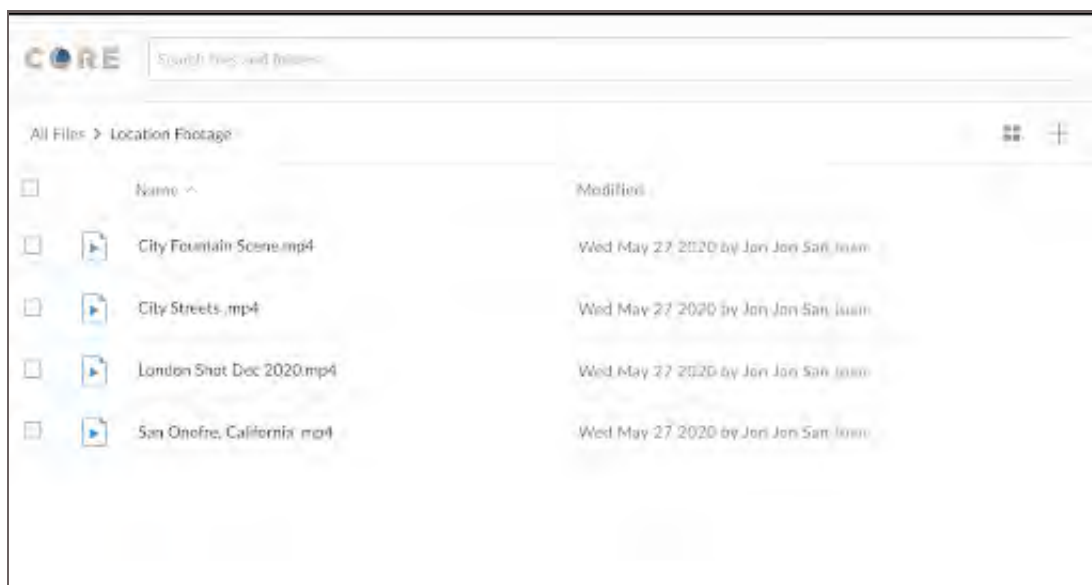 CORE
Search files and folders
All Files > Location Footage
Name Modified
City Fountain Scene.mp4 Wed May 27 2020 by Jon Jon San Juan
City Streets .mp4 Wed May 27 2020 by Jon Jon San Juan
London Shot Dec 2020.mp4 Wed May 27 2020 by Jon Jon San Juan
San Onofre, California .mp4 Wed May 27 2020 by Jon Jon San Juan